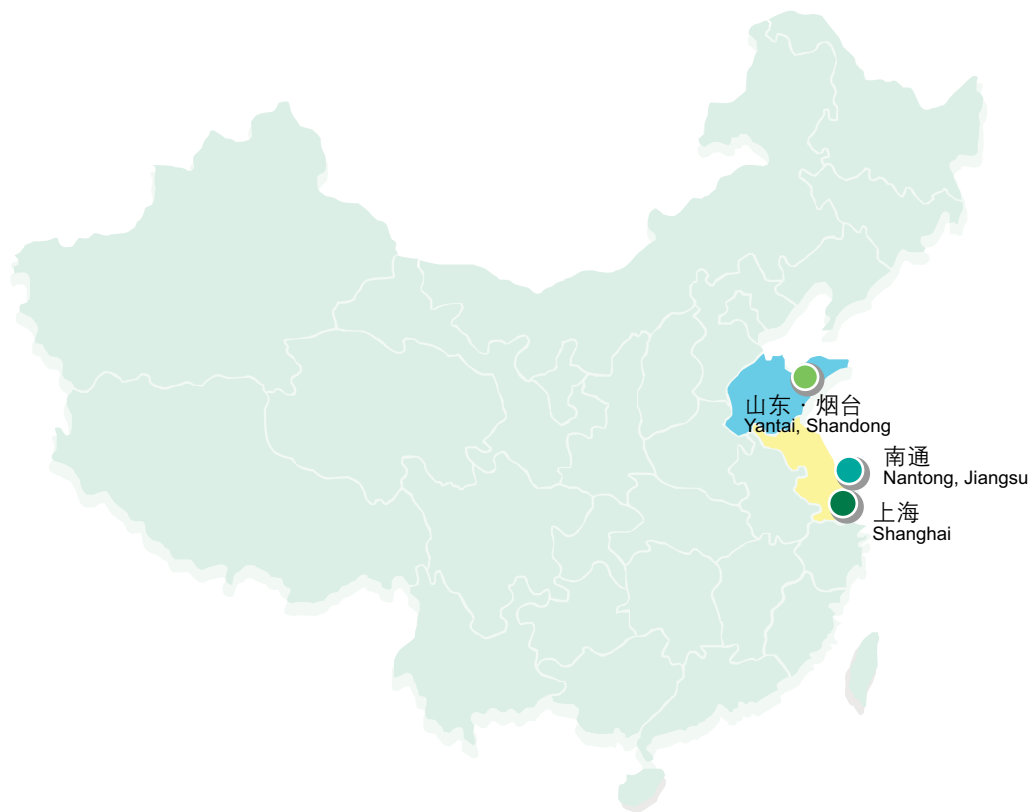 山东 · 烟台
Yantai, Shandong
南通
Nantong, Jiangsu
上海
Shanghai